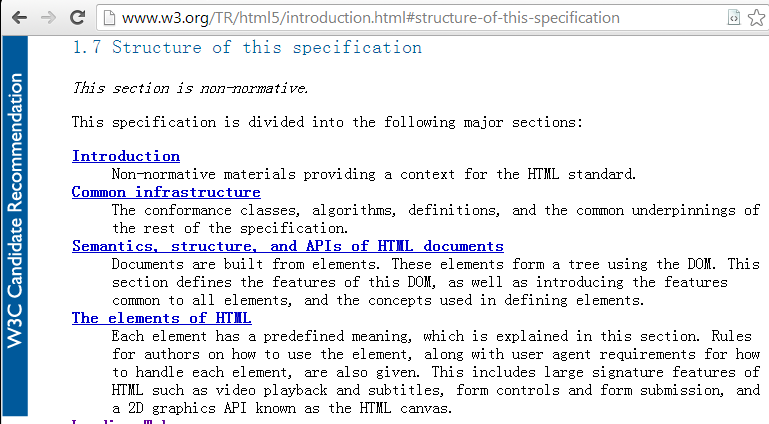 www.w3.org/TR/html5/introduction.html#structure-of-this-specification
W3C Candidate Recommendation
1.7 Structure of this specification
This section is non-normative.
This specification is divided into the following major sections:
Introduction
Non-normative materials providing a context for the HTML standard.
Common infrastructure
The conformance classes, algorithms, definitions, and the common underpinnings of
the rest of the specification.
Semantics, structure, and APIs of HTML documents
Documents are built from elements. These elements form a tree using the DOM. This
section defines the features of this DOM, as well as introducing the features
common to all elements, and the concepts used in defining elements.
The elements of HTML
Each element has a predefined meaning, which is explained in this section. Rules
for authors on how to use the element, along with user agent requirements for how
to handle each element, are also given. This includes large signature features of
HTML such as video playback and subtitles, form controls and form submission, and
a 2D graphics API known as the HTML canvas.